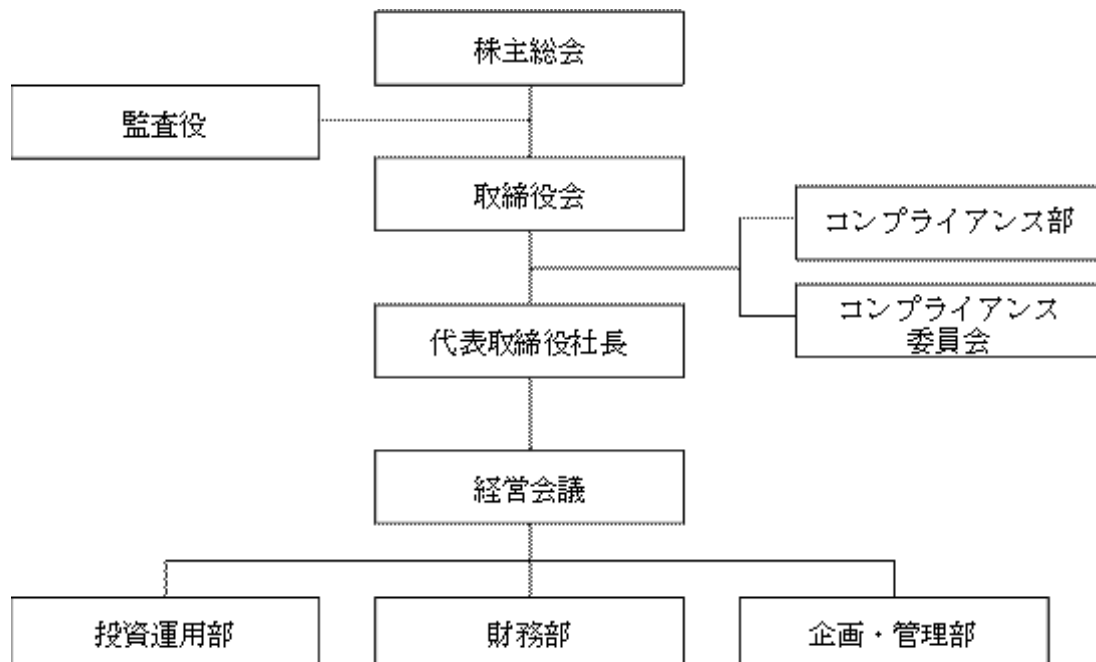 株主総会
監査役
取締役会
コンプライアンス部
コンプライアンス
委員会
代表取締役社長
経営会議
投資運用部
財務部
企画・管理部